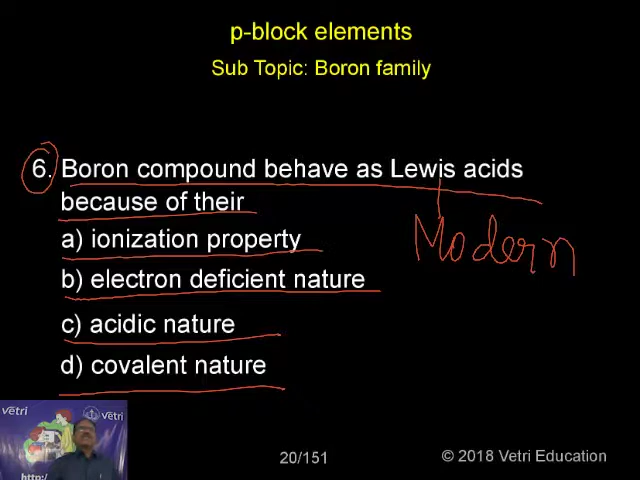 p-block elements
Sub Topic: Boron family
6. Boron compound behave as Lewis acids
because of their
Modern
a) ionization property
b) electron deficient nature
c) acidic nature
d) covalent nature
vetri
Vetri
http:/
20/151
© 2018 Vetri Education